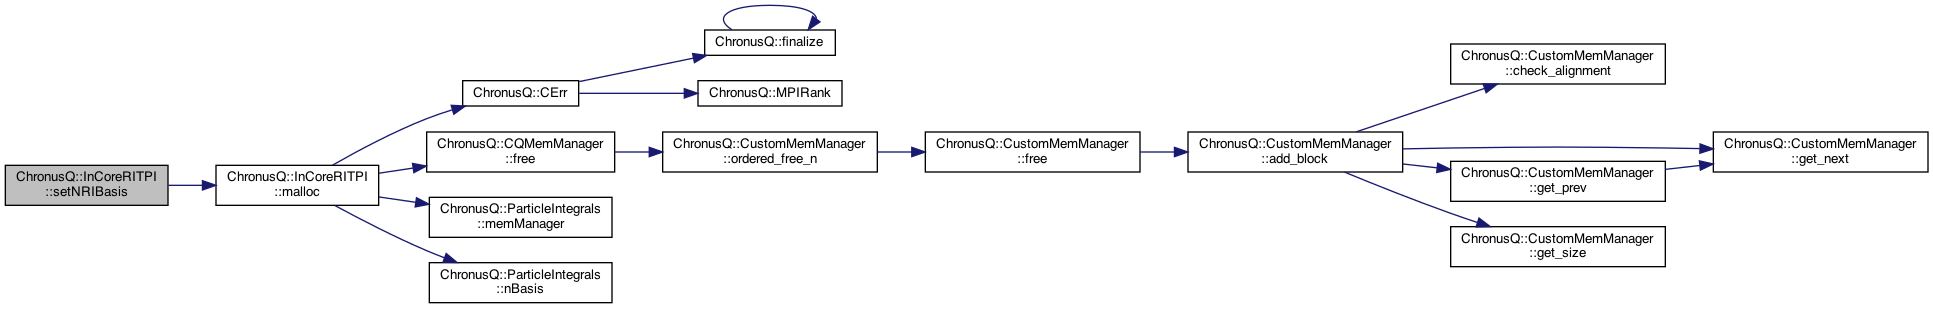 ChronusQ::InCoreRITPI
::setNRIBasis
ChronusQ::InCoreRITPI
::malloc
ChronusQ::CErr
ChronusQ::finalize
ChronusQ::MPIRank
ChronusQ::CQMemManager
::free
ChronusQ::CustomMemManager
::ordered_free_n
ChronusQ::CustomMemManager
::free
ChronusQ::CustomMemManager
::add_block
ChronusQ::CustomMemManager
::check_alignment
ChronusQ::CustomMemManager
::get_next
ChronusQ::CustomMemManager
::get_prev
ChronusQ::CustomMemManager
::get_size
ChronusQ::ParticleIntegrals
::memManager
ChronusQ::ParticleIntegrals
::nBasis